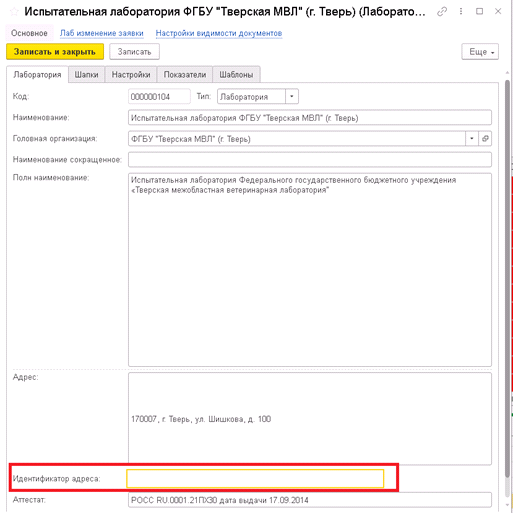 Испытательная лаборатория ФГБУ "Тверская МВЛ" (г. Тверь) (Лаборато...
Основное Лаб изменение заявки Настройки видимости документов
Записать и закрыть Записать Еще
Лаборатория Шапки Настройки Показатели Шаблоны
Код: 000000104 Тип: Лаборатория
Наименование: Испытательная лаборатория ФГБУ "Тверская МВЛ" (г. Тверь)
Головная организация: ФГБУ "Тверская МВЛ" (г. Тверь)
Наименование сокращенное:
Полн наименование: Испытательная лаборатория Федерального государственного бюджетного учреждения
«Тверская межобластная ветеринарная лаборатория"
Адрес:
170007, г. Тверь, ул. Шишкова, д. 100
Идентификатор адреса:
Аттестат: РОСС RU.0001.21ПХ30 дата выдачи 17.09.2014